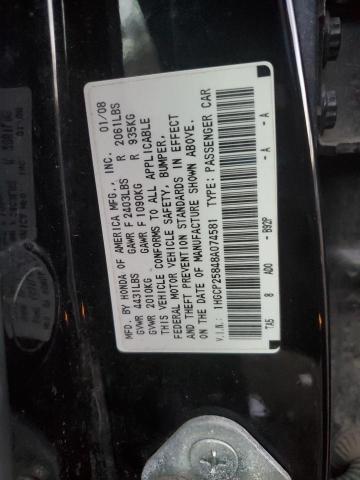 MFD. BY HONDA OF AMERICA MFG., INC. 01/08
GVWR 4431LBS GAWR F 2403LBS R 2061LBS
GVWR 2010KG GAWR F 1090KG R 935KG
THIS VEHICLE CONFORMS TO ALL APPLICABLE
FEDERAL MOTOR VEHICLE SAFETY, BUMPER,
AND THEFT PREVENTION STANDARDS IN EFFECT
ON THE DATE OF MANUFACTURE SHOWN ABOVE.
V.I.N.: 1HGCP25848A074581 TYPE: PASSENGER CAR
TA5 8 AD0 - B92P - A - A